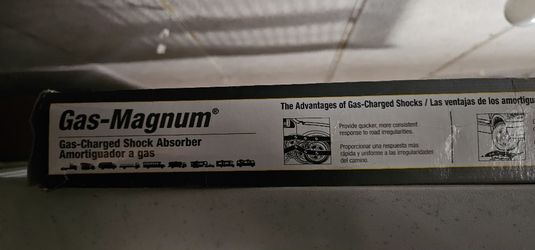 Gas-Magnum®
Gas-Charged Shock Absorber
Amortiguador a gas
The Advantages of Gas-Charged Shocks / Las ventajas de los amortigu
Provide quicker, more consistent
response to road irregularities.
Proporcionar una respuesta más
rápida y uniforme a las irregularidades
del camino.